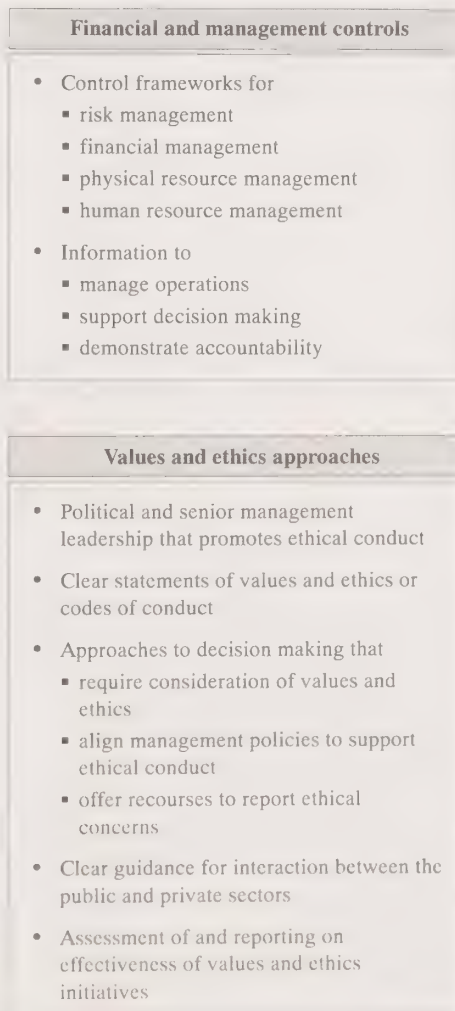 Financial and management controls
• Control frameworks for
▪ risk management
▪ financial management
▪ physical resource management
▪ human resource management
• Information to
▪ manage operations
▪ support decision making
▪ demonstrate accountability
Values and ethics approaches
• Political and senior management
leadership that promotes ethical conduct
• Clear statements of values and ethics or
codes of conduct
• Approaches to decision making that
▪ require consideration of values and
ethics
▪ align management policies to support
ethical conduct
▪ offer recourses to report ethical
concerns
• Clear guidance for interaction between the
public and private sectors
• Assessment of and reporting on
effectiveness of values and ethics
initiatives